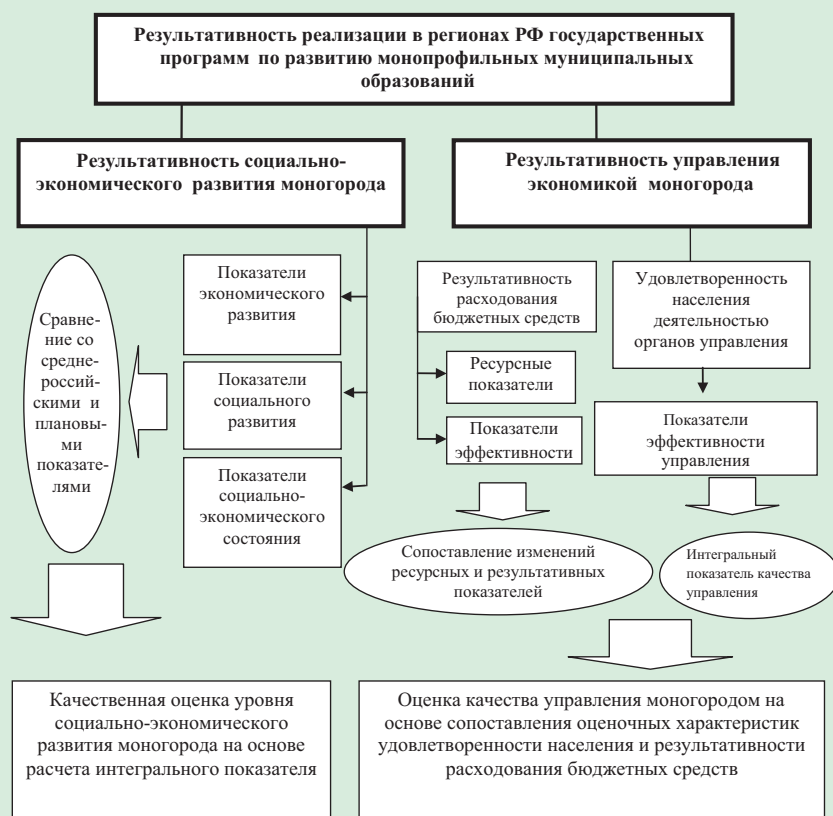 Результативность реализации в регионах РФ государственных
программ по развитию монопрофильных муниципальных
образований
Результативность социально-
экономического развития моногорода
Результативность управления
экономикой моногорода
Сравне-
ние со
средне-
россий-
скими и
плановы-
ми
показате-
лями
Показатели
экономического
развития
Показатели
социального
развития
Показатели
социально-
экономического
состояния
Результативность
расходования
бюджетных средств
Ресурсные
показатели
Показатели
эффективности
Удовлетворенность
населения
деятельностью
органов управления
Показатели
эффективности
управления
Сопоставление изменений
ресурсных и результативных
показателей
Интегральный
показатель качества
управления
Качественная оценка уровня
социально-экономического
развития моногорода на основе
расчета интегрального показателя
Оценка качества управления моногородом на
основе сопоставления оценочных характеристик
удовлетворенности населения и результативности
расходования бюджетных средств